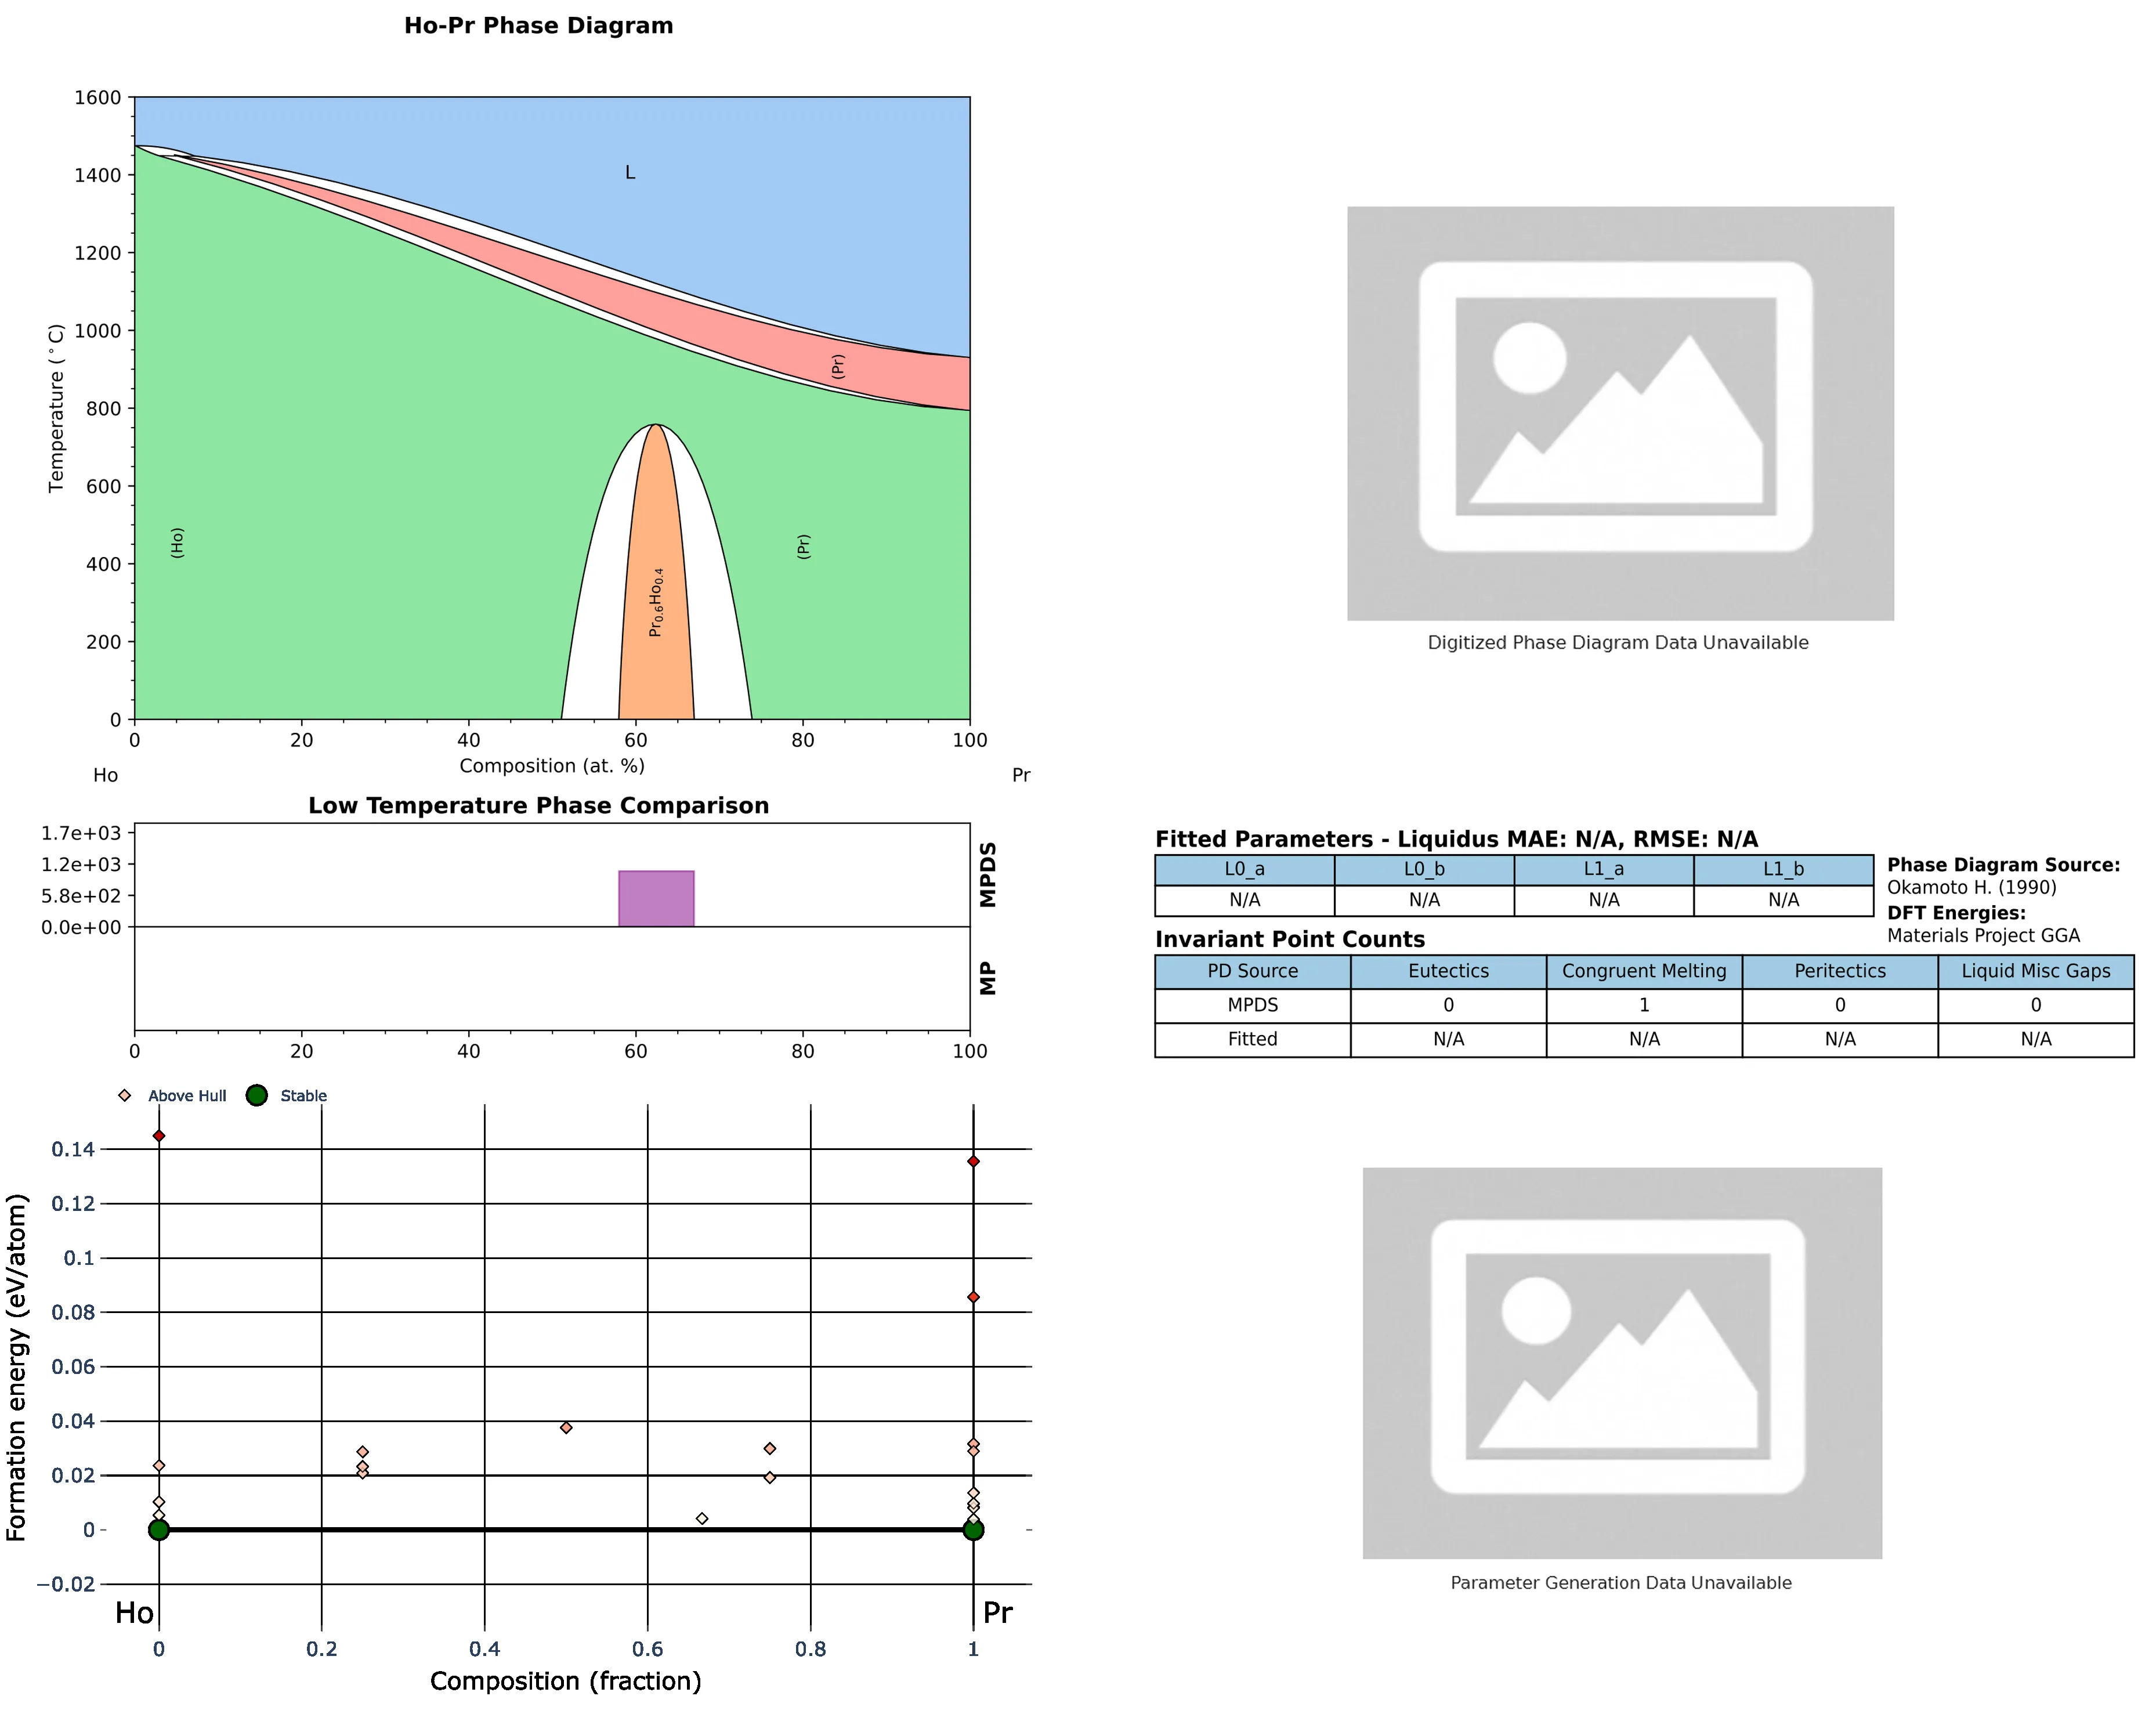 Ho-Pr Phase Diagram
1600
1400
1200
1000
800
600
400
200
0
Temperature (°C)
L
(Pr)
(Ho)
(Pr)
Pr0.6Ho0.4
0 20 40 60 80 100
Composition (at. %)
Ho Pr
Digitized Phase Diagram Data Unavailable
Low Temperature Phase Comparison
1.7e+03
1.2e+03
5.8e+02
0.0e+00
MPDS
MP
0 20 40 60 80 100
Fitted Parameters - Liquidus MAE: N/A, RMSE: N/A
L0_a L0_b L1_a L1_b
N/A N/A N/A N/A
Phase Diagram Source:
Okamoto H. (1990)
DFT Energies:
Materials Project GGA
Invariant Point Counts
PD Source Eutectics Congruent Melting Peritectics Liquid Misc Gaps
MPDS 0 1 0 0
Fitted N/A N/A N/A N/A
Above Hull Stable
0.14
0.12
0.1
0.08
0.06
0.04
0.02
0
−0.02
Formation energy (eV/atom)
Ho Pr
0 0.2 0.4 0.6 0.8 1
Composition (fraction)
Parameter Generation Data Unavailable